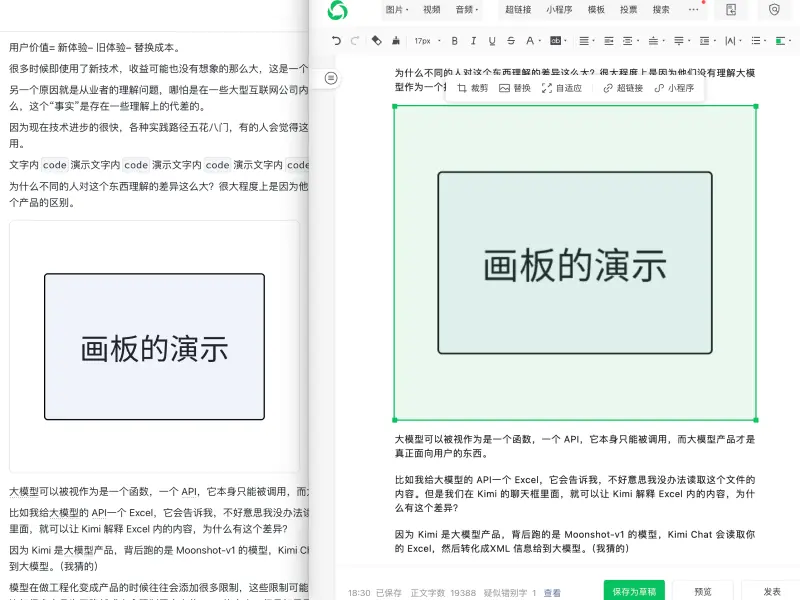 用户价值= 新体验– 旧体验– 替换成本。
很多时候即使用了新技术，收益可能也没有想象的那么大，这是一个
另一个原因就是从业者的理解问题，哪怕是在一些大型互联网公司内
么，这个“事实”是存在一些理解上的代差的。
因为现在技术进步的很快，各种实践路径五花八门，有的人会觉得这
用。
文字内 code 演示文字内 code 演示文字内 code 演示文字内 code
为什么不同的人对这个东西理解的差异这么大？很大程度上是因为他
个产品的区别。
画板的演示
大模型可以被视作为是一个函数，一个 API，它本身只能被调用，而
比如我给大模型的 API一个 Excel，它会告诉我，不好意思我没办法读
里面，就可以让 Kimi 解释 Excel 内的内容，为什么有这个差异？
因为 Kimi 是大模型产品，背后跑的是 Moonshot-v1 的模型，Kimi
到大模型。（我猜的）
模型在做工程化变成产品的时候往往会添加很多限制，这些限制可能
图片 视频 音频 超链接 小程序 模板 投票 搜索 ···
17px B I U S A ab
为什么不同的人对这个东西理解的差异这么大？很大程度上是因为他们没有理解大模
型作为一个
裁剪 替换 自适应 超链接 小程序
画板的演示
大模型可以被视作为是一个函数，一个 API，它本身只能被调用，而大模型产品才是
真正面向用户的东西。
比如我给大模型的 API一个 Excel，它会告诉我，不好意思我没办法读取这个文件的
内容。但是我们在 Kimi 的聊天框里面，就可以让 Kimi 解释 Excel 内的内容，为什
么有这个差异？
因为 Kimi 是大模型产品，背后跑的是 Moonshot-v1 的模型，Kimi Chat 会读取你
的 Excel，然后转化成XML 信息给到大模型。（我猜的）
18:30 已保存 正文字数 19388 疑似错别字 1 查看
保存为草稿 预览 发表